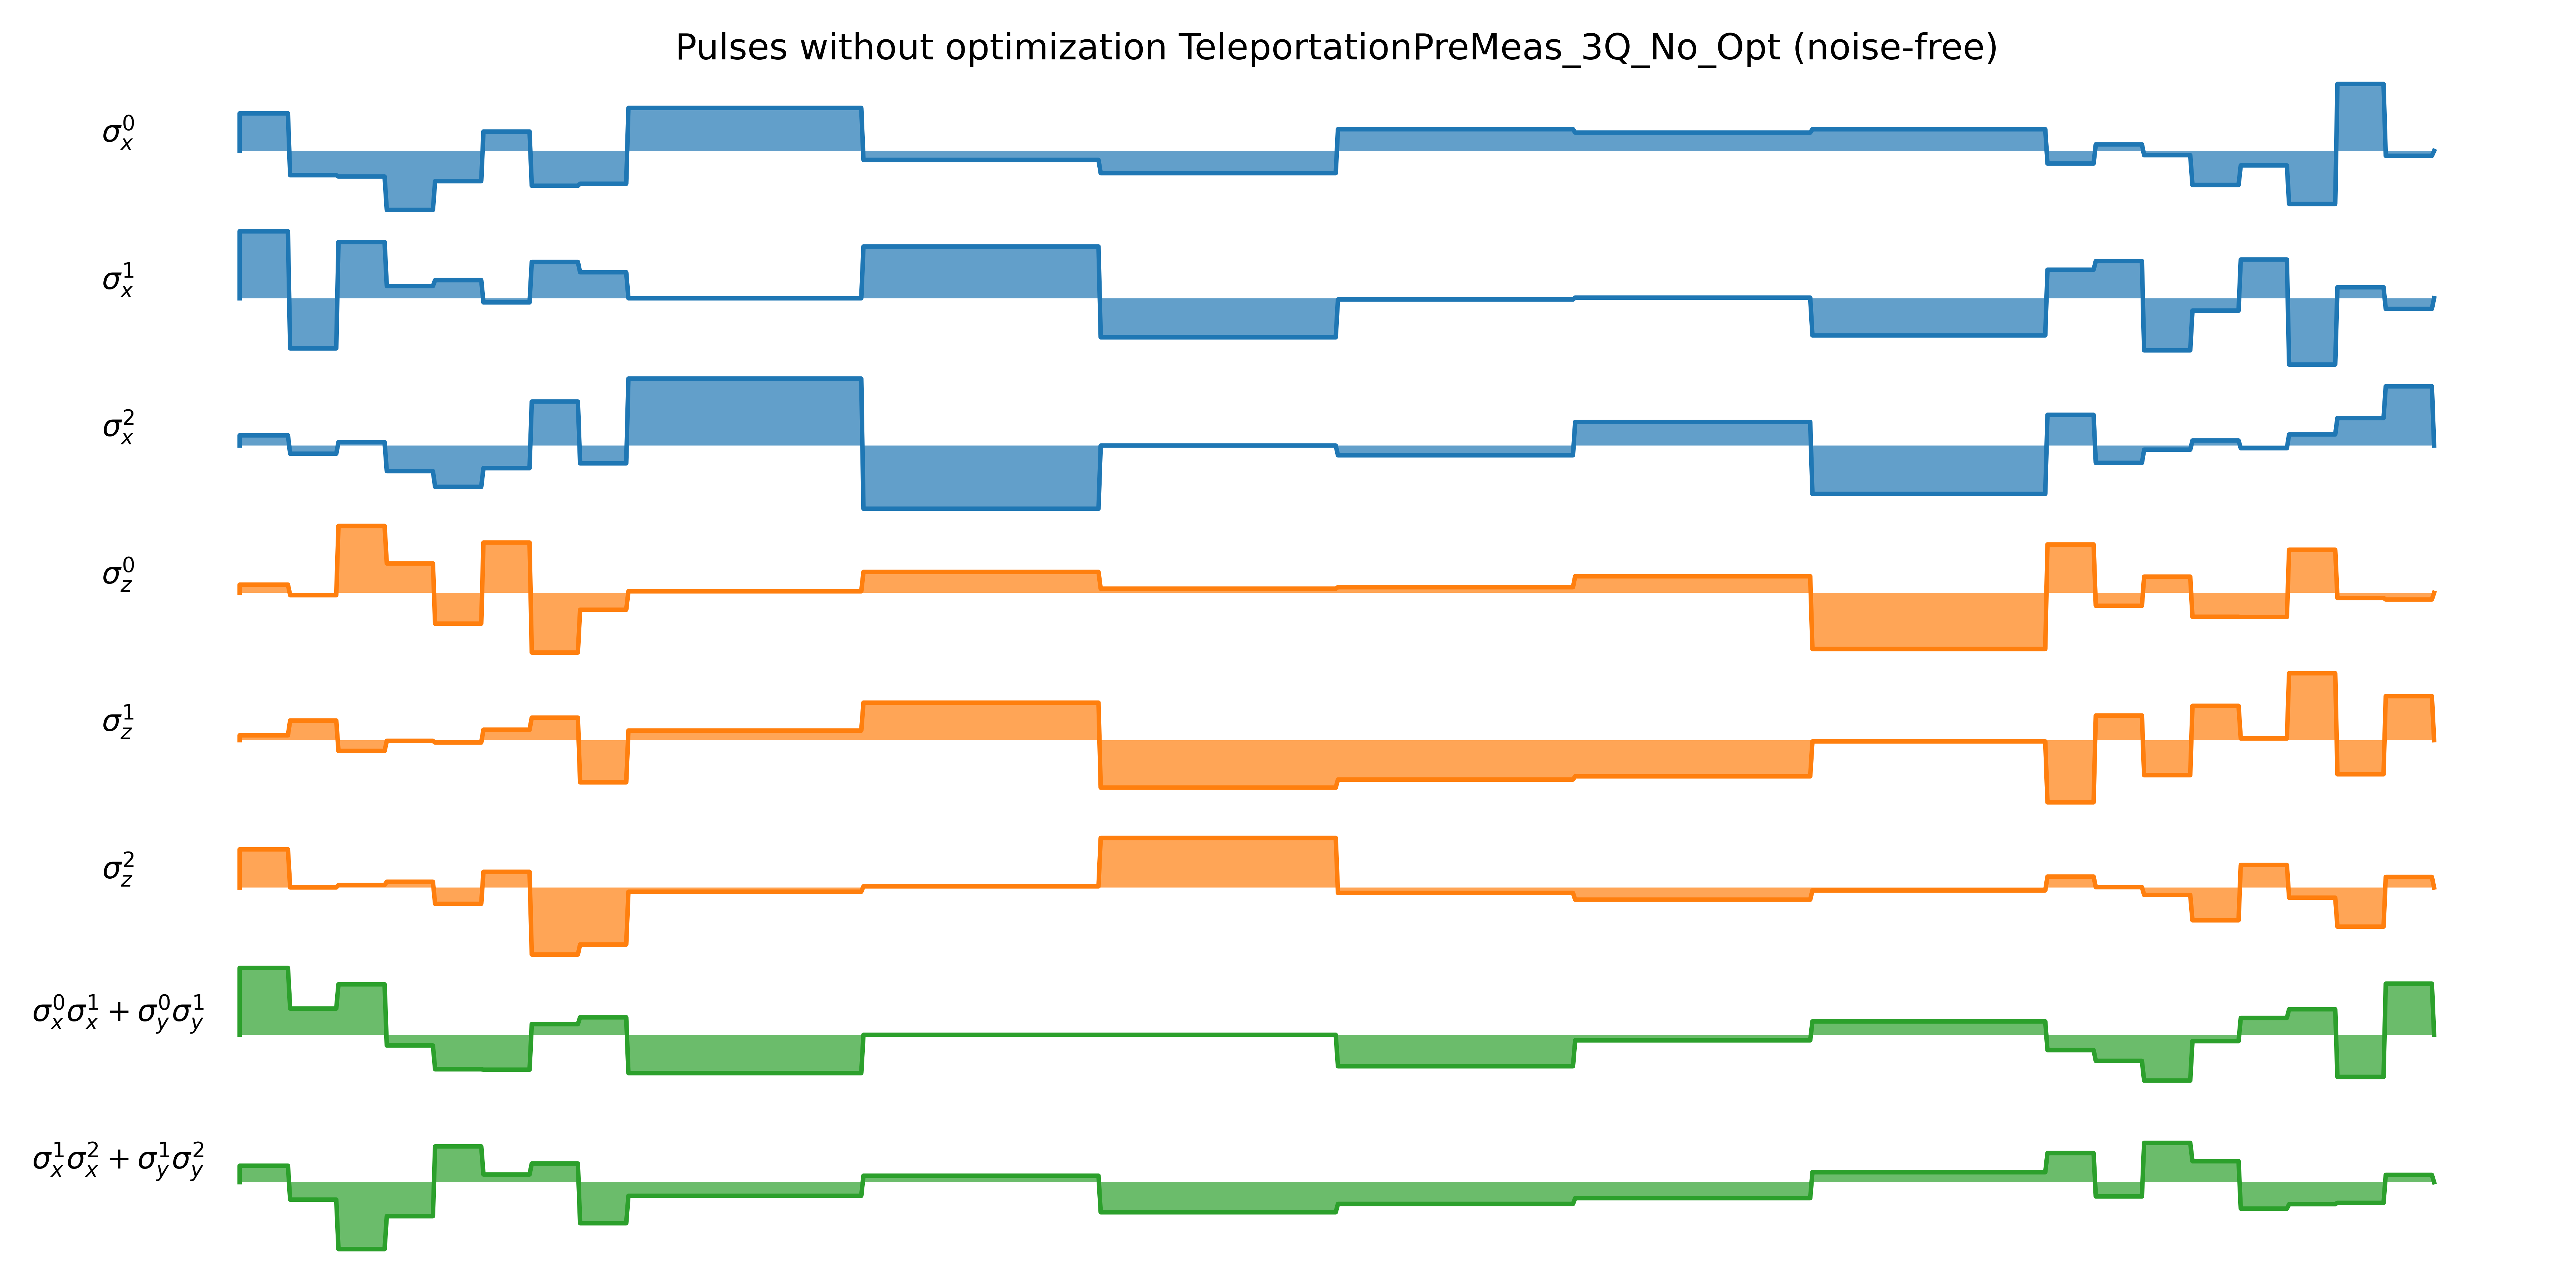 Pulses without optimization TeleportationPreMeas_3Q_No_Opt (noise-free)
σ_x^0
σ_x^1
σ_x^2
σ_z^0
σ_z^1
σ_z^2
σ_x^0σ_x^1 + σ_y^0σ_y^1
σ_x^1σ_x^2 + σ_y^1σ_y^2